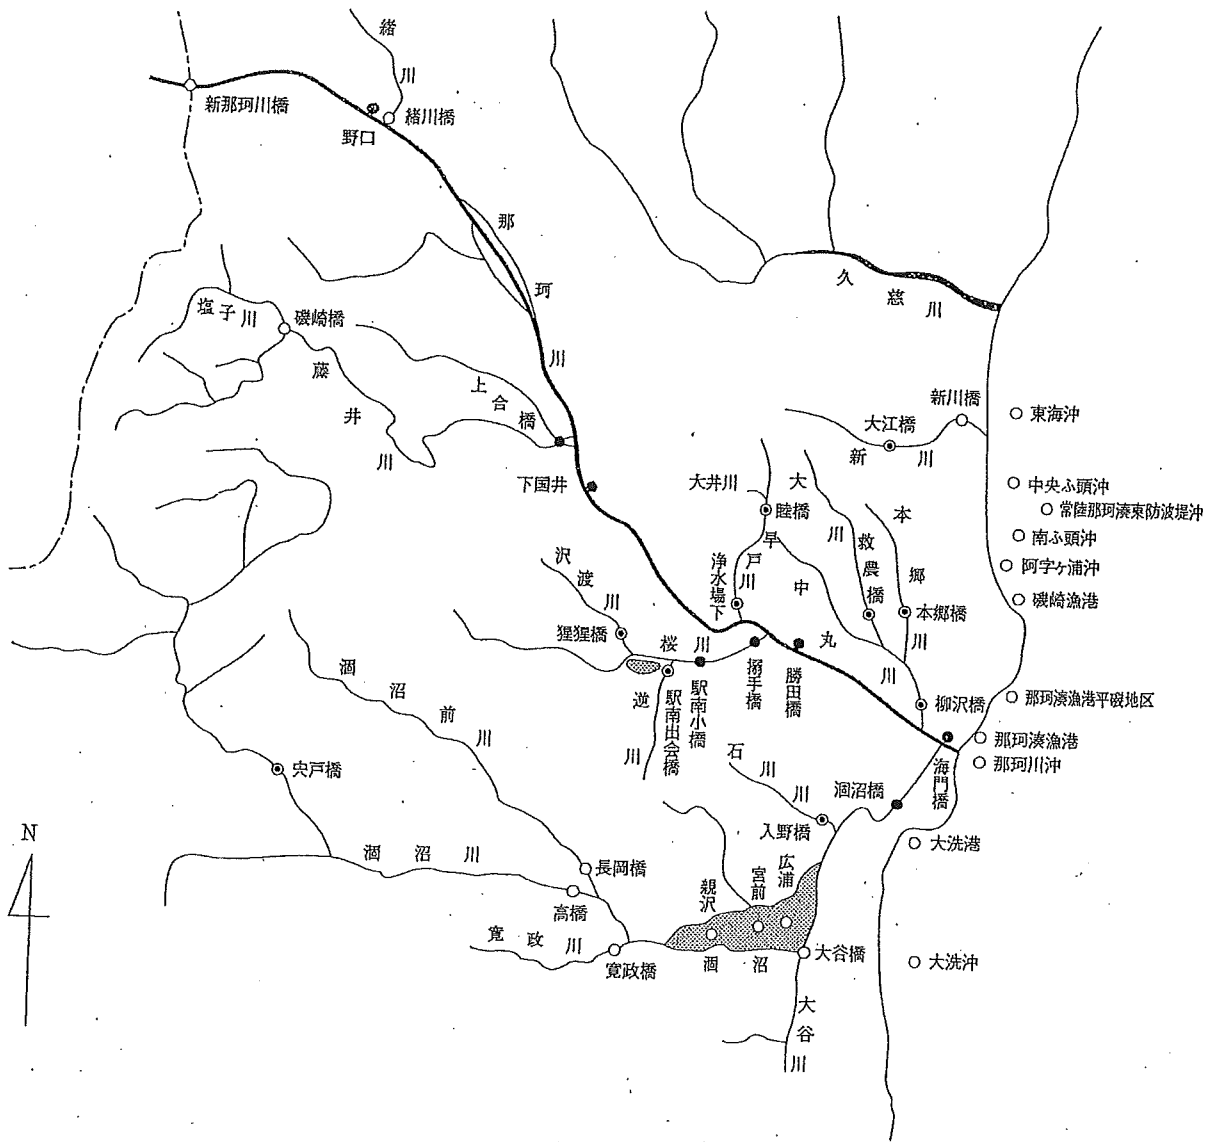 緒川
新那珂川橋
緒川橋
野口
那珂川
久慈川
塩子川
磯崎橋
藤井川
上合橋
新川橋
大江橋
新川
東海沖
下国井
大井川
睦橋
中央ふ頭沖
常陸那珂湊東防波堤沖
南ふ頭沖
阿字ヶ浦沖
磯崎漁港
大川
救農橋
本郷川
本郷橋
早戸川
浄水場下
中丸川
沢渡川
猩猩橋
桜川
搦手橋
勝田橋
駅南小橋
駅南出会橋
逆川
柳沢橋
那珂湊漁港平磯地区
那珂湊漁港
那珂川沖
海門橋
涸沼前川
宍戸橋
石川川
涸沼橋
入野橋
大洗港
N
涸沼川
長岡橋
高橋
親沢
宮前
広浦
寛政川
寛政橋
涸沼
大谷橋
大洗沖
大谷川